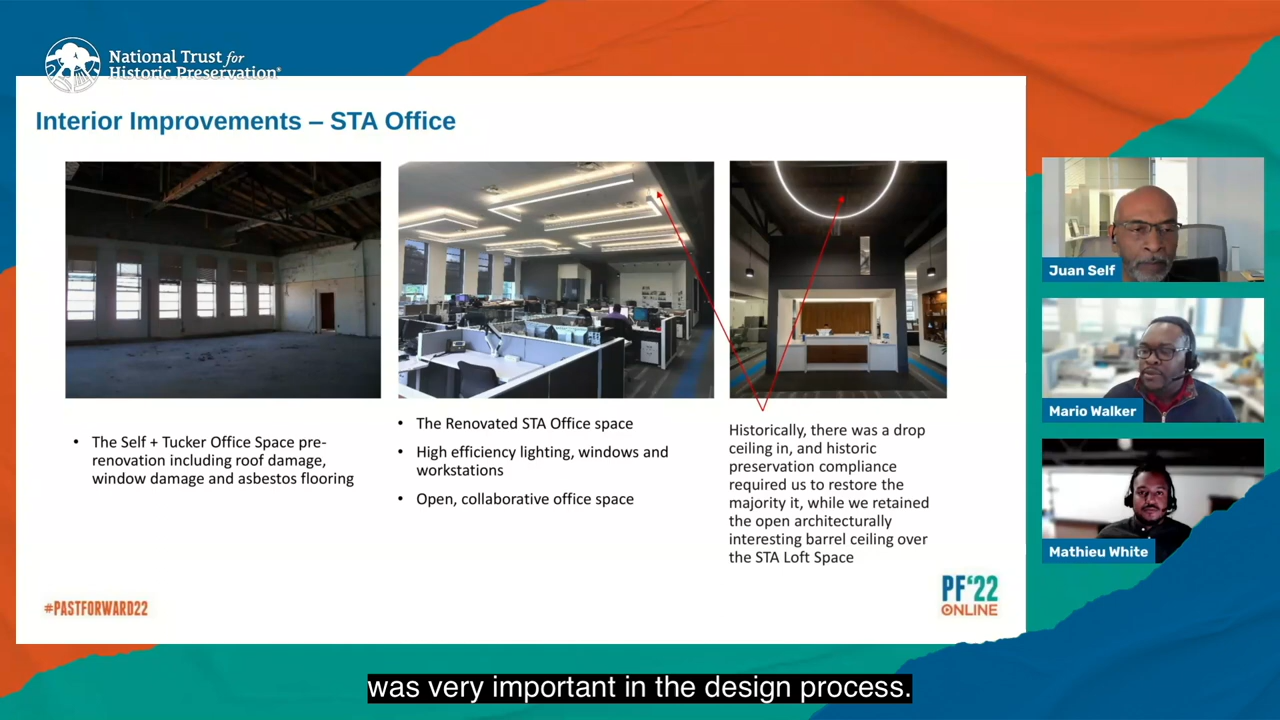 National Trust for
Historic Preservation®
Interior Improvements – STA Office
• The Self + Tucker Office Space pre-
renovation including roof damage,
window damage and asbestos flooring
• The Renovated STA Office space
• High efficiency lighting, windows and
workstations
• Open, collaborative office space
Historically, there was a drop
ceiling in, and historic
preservation compliance
required us to restore the
majority it, while we retained
the open architecturally
interesting barrel ceiling over
the STA Loft Space
#PASTFORWARD22
PF'22
ONLINE
Juan Self
Mario Walker
Mathieu White
was very important in the design process.